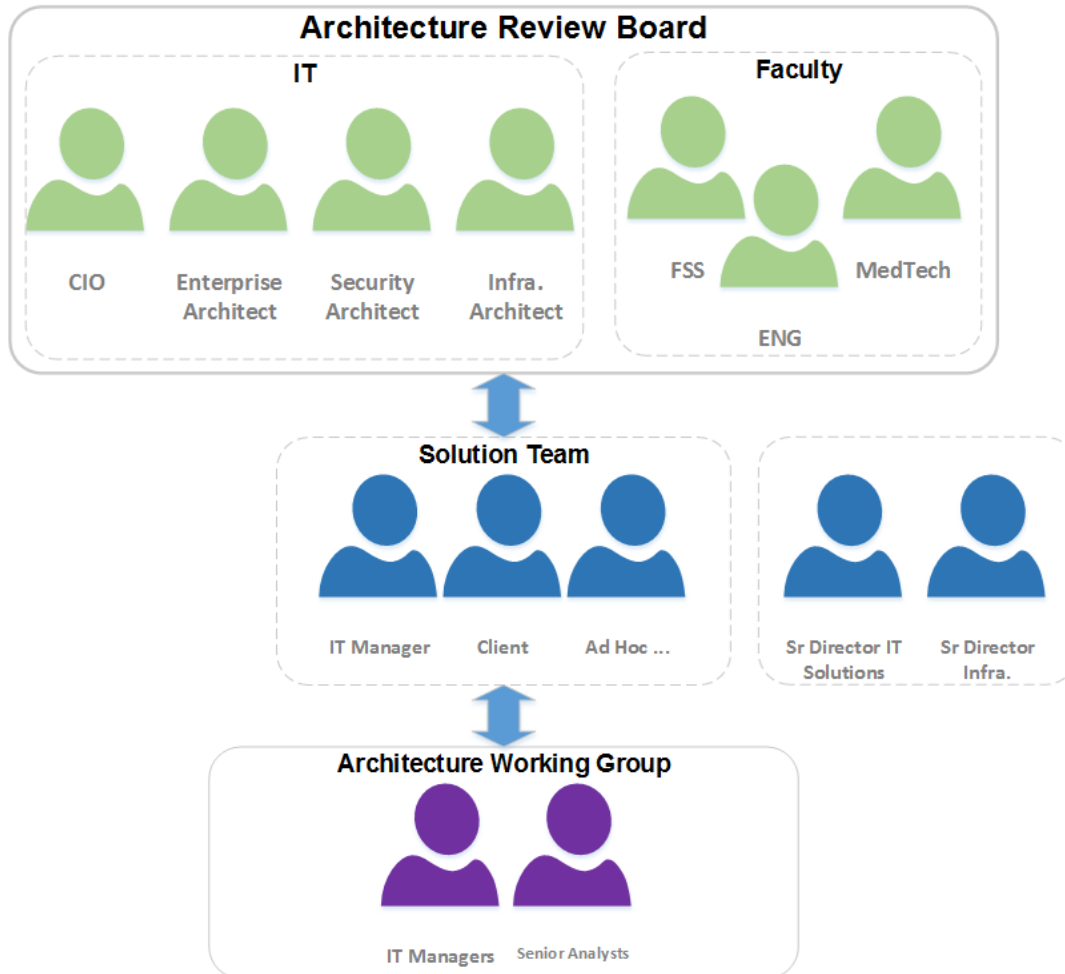 Architecture Review Board
IT
Faculty
CIO
Enterprise
Architect
Security
Architect
Infra.
Architect
FSS
MedTech
ENG
Solution Team
IT Manager
Client
Ad Hoc ...
Sr Director IT
Solutions
Sr Director
Infra.
Architecture Working Group
IT Managers
Senior Analysts